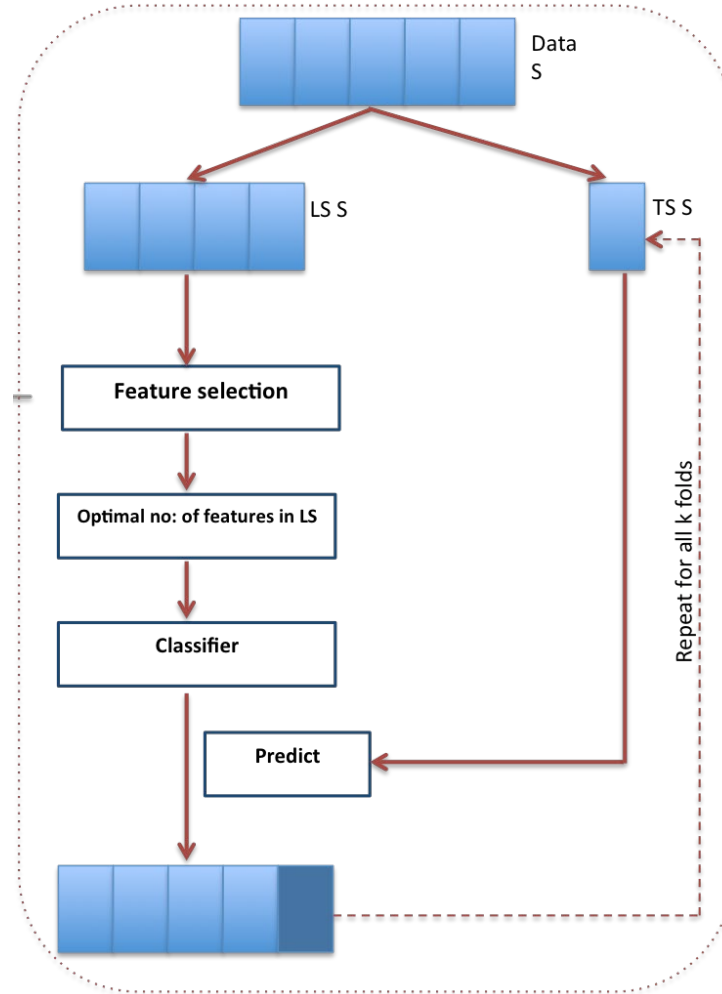 Data
S
LS S
TS S
Feature selection
Optimal no: of features in LS
Classifier
Predict
Repeat for all k folds